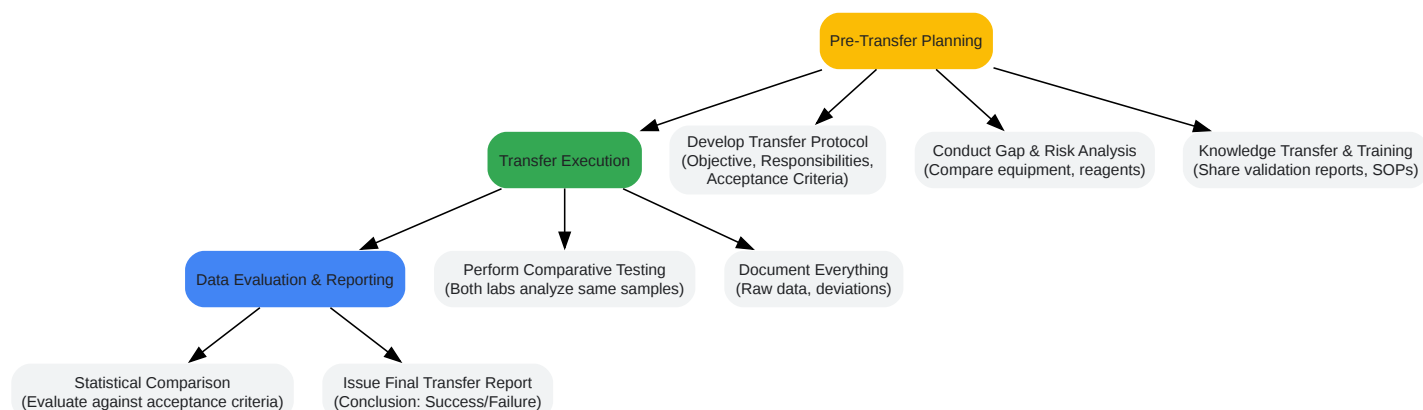 Pre-Transfer Planning
Transfer Execution
Develop Transfer Protocol
(Objective, Responsibilities,
Acceptance Criteria)
Conduct Gap & Risk Analysis
(Compare equipment, reagents)
Knowledge Transfer & Training
(Share validation reports, SOPs)
Data Evaluation & Reporting
Perform Comparative Testing
(Both labs analyze same samples)
Document Everything
(Raw data, deviations)
Statistical Comparison
(Evaluate against acceptance criteria)
Issue Final Transfer Report
(Conclusion: Success/Failure)